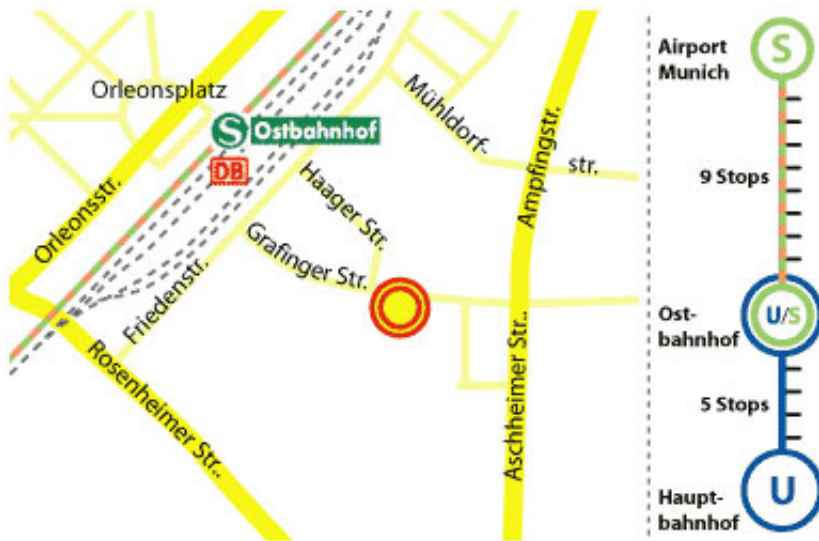 Orleonsplatz
S Ostbahnhof
DB
Orleonsstr.
Mühldorf.
str.
Haager Str.
Grafinger Str.
Friedenstr.
Ampfingstr.
Rosenheimer Str..
Aschheimer Str..
Airport
Munich
S
9 Stops
Ost-
bahnhof
U/S
5 Stops
Haupt-
bahnhof
U